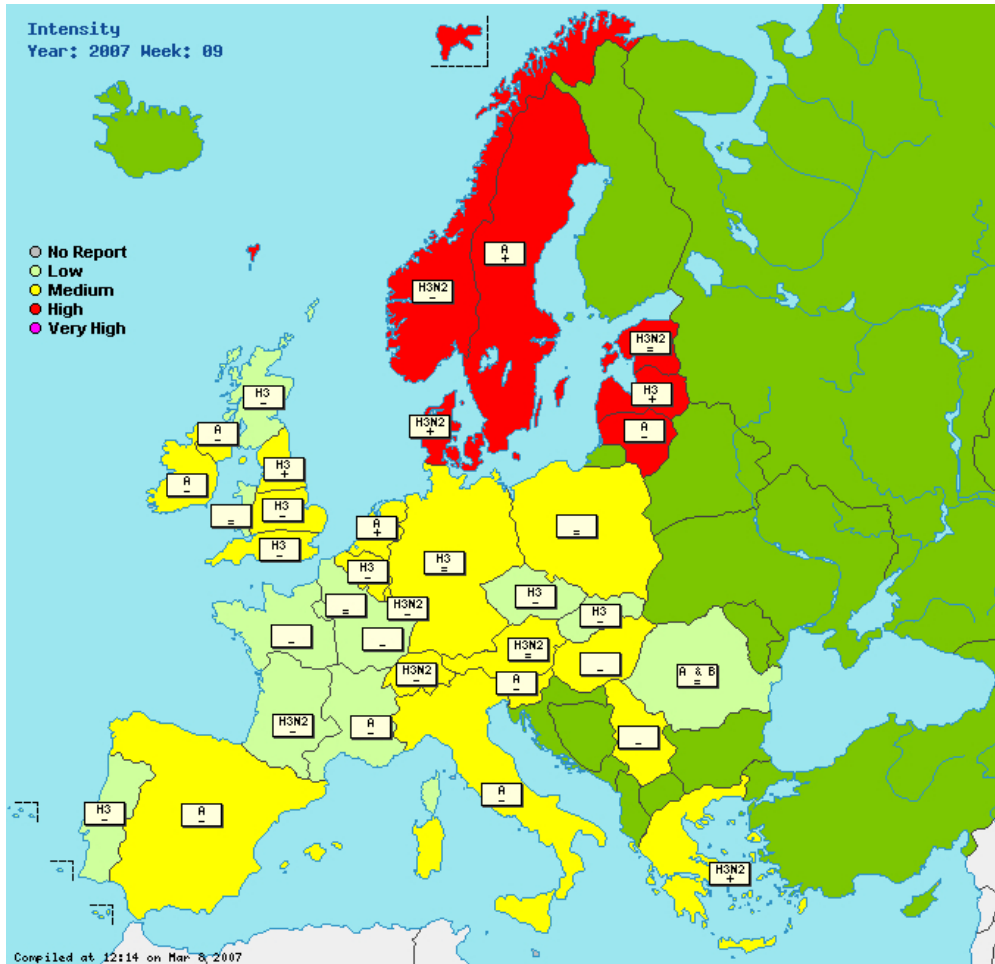 Intensity
Year: 2007 Week: 09
No Report
Low
Medium
High
Very High
A
+
H3N2
–
H3N2
=
H3
+
A
–
H3N2
+
H3
–
A
–
A
–
H3
+
H3
–
=
H3
–
A
+
H3
–
H3
=
=
=
H3N2
–
H3
–
H3
–
–
–
H3N2
=
–
H3N2
–
A
–
A & B
=
H3N2
–
A
–
–
A
–
H3
–
A
–
H3N2
+
Compiled at 12:14 on Mar 8 2007